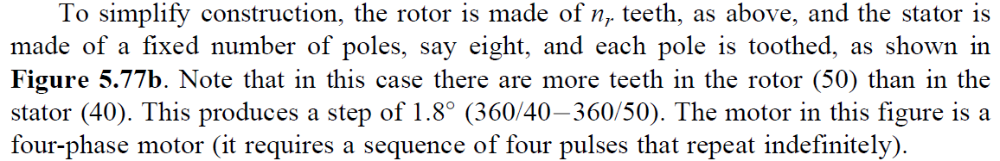 To simplify construction, the rotor is made of nᵣ teeth, as above, and the stator is
made of a fixed number of poles, say eight, and each pole is toothed, as shown in
Figure 5.77b. Note that in this case there are more teeth in the rotor (50) than in the
stator (40). This produces a step of 1.8° (360/40−360/50). The motor in this figure is a
four-phase motor (it requires a sequence of four pulses that repeat indefinitely).